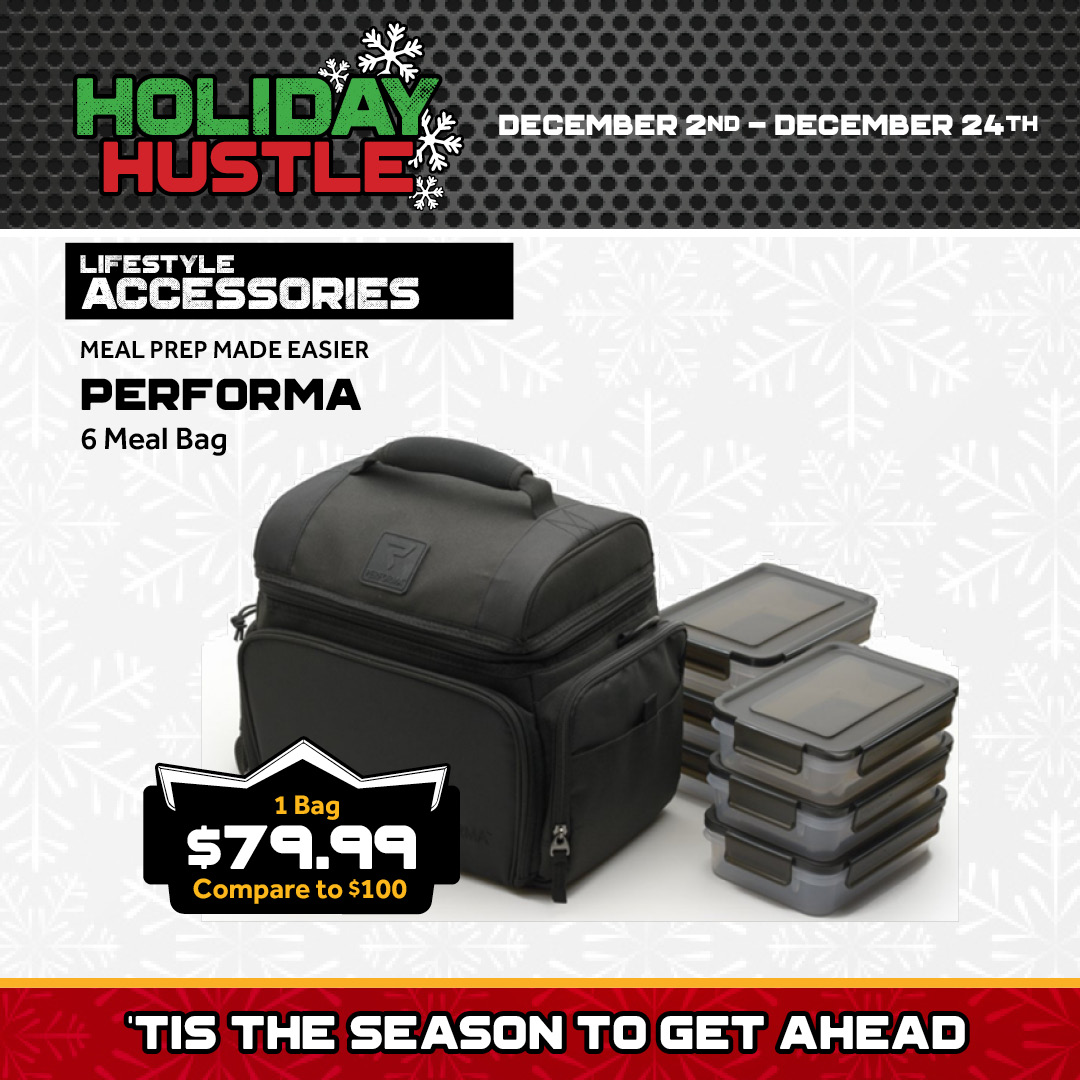 HOLIDAY
HUSTLE
DECEMBER 2ND – DECEMBER 24TH
LIFESTYLE
ACCESSORIES
MEAL PREP MADE EASIER
PERFORMA
6 Meal Bag
1 Bag
$79.99
Compare to $100
'TIS THE SEASON TO GET AHEAD